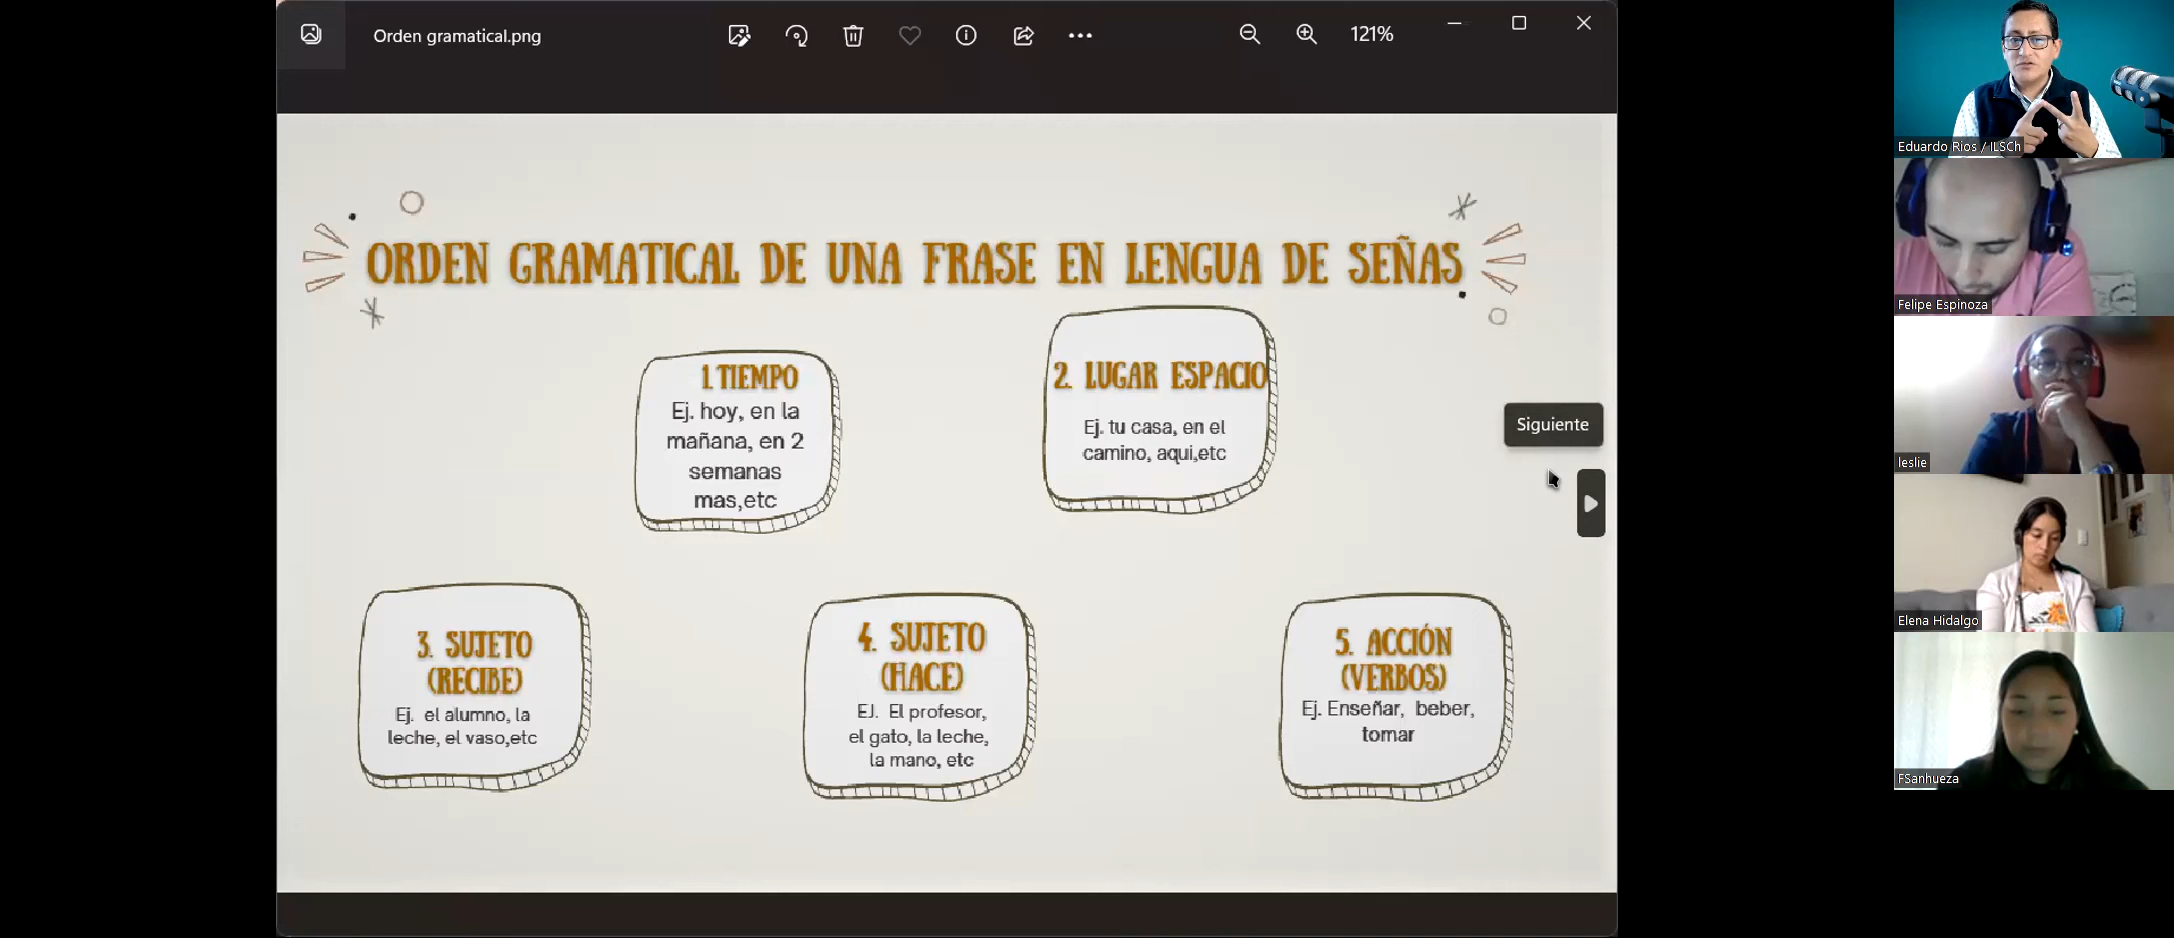 Orden gramatical.png
121%
ORDEN GRAMATICAL DE UNA FRASE EN LENGUA DE SEÑAS
1.TIEMPO
Ej. hoy, en la
mañana, en 2
semanas
mas,etc
2. LUGAR ESPACIO
Ej. tu casa, en el
camino, aqui,etc
Siguiente
3. SUJETO
(RECIBE)
Ej. el alumno, la
leche, el vaso,etc
4. SUJETO
(HACE)
EJ. El profesor,
el gato, la leche,
la mano, etc
5. ACCIÓN
(VERBOS)
Ej. Enseñar, beber,
tomar
Eduardo Rios / ILSCh
Felipe Espinoza
leslie
Elena Hidalgo
FSanhueza